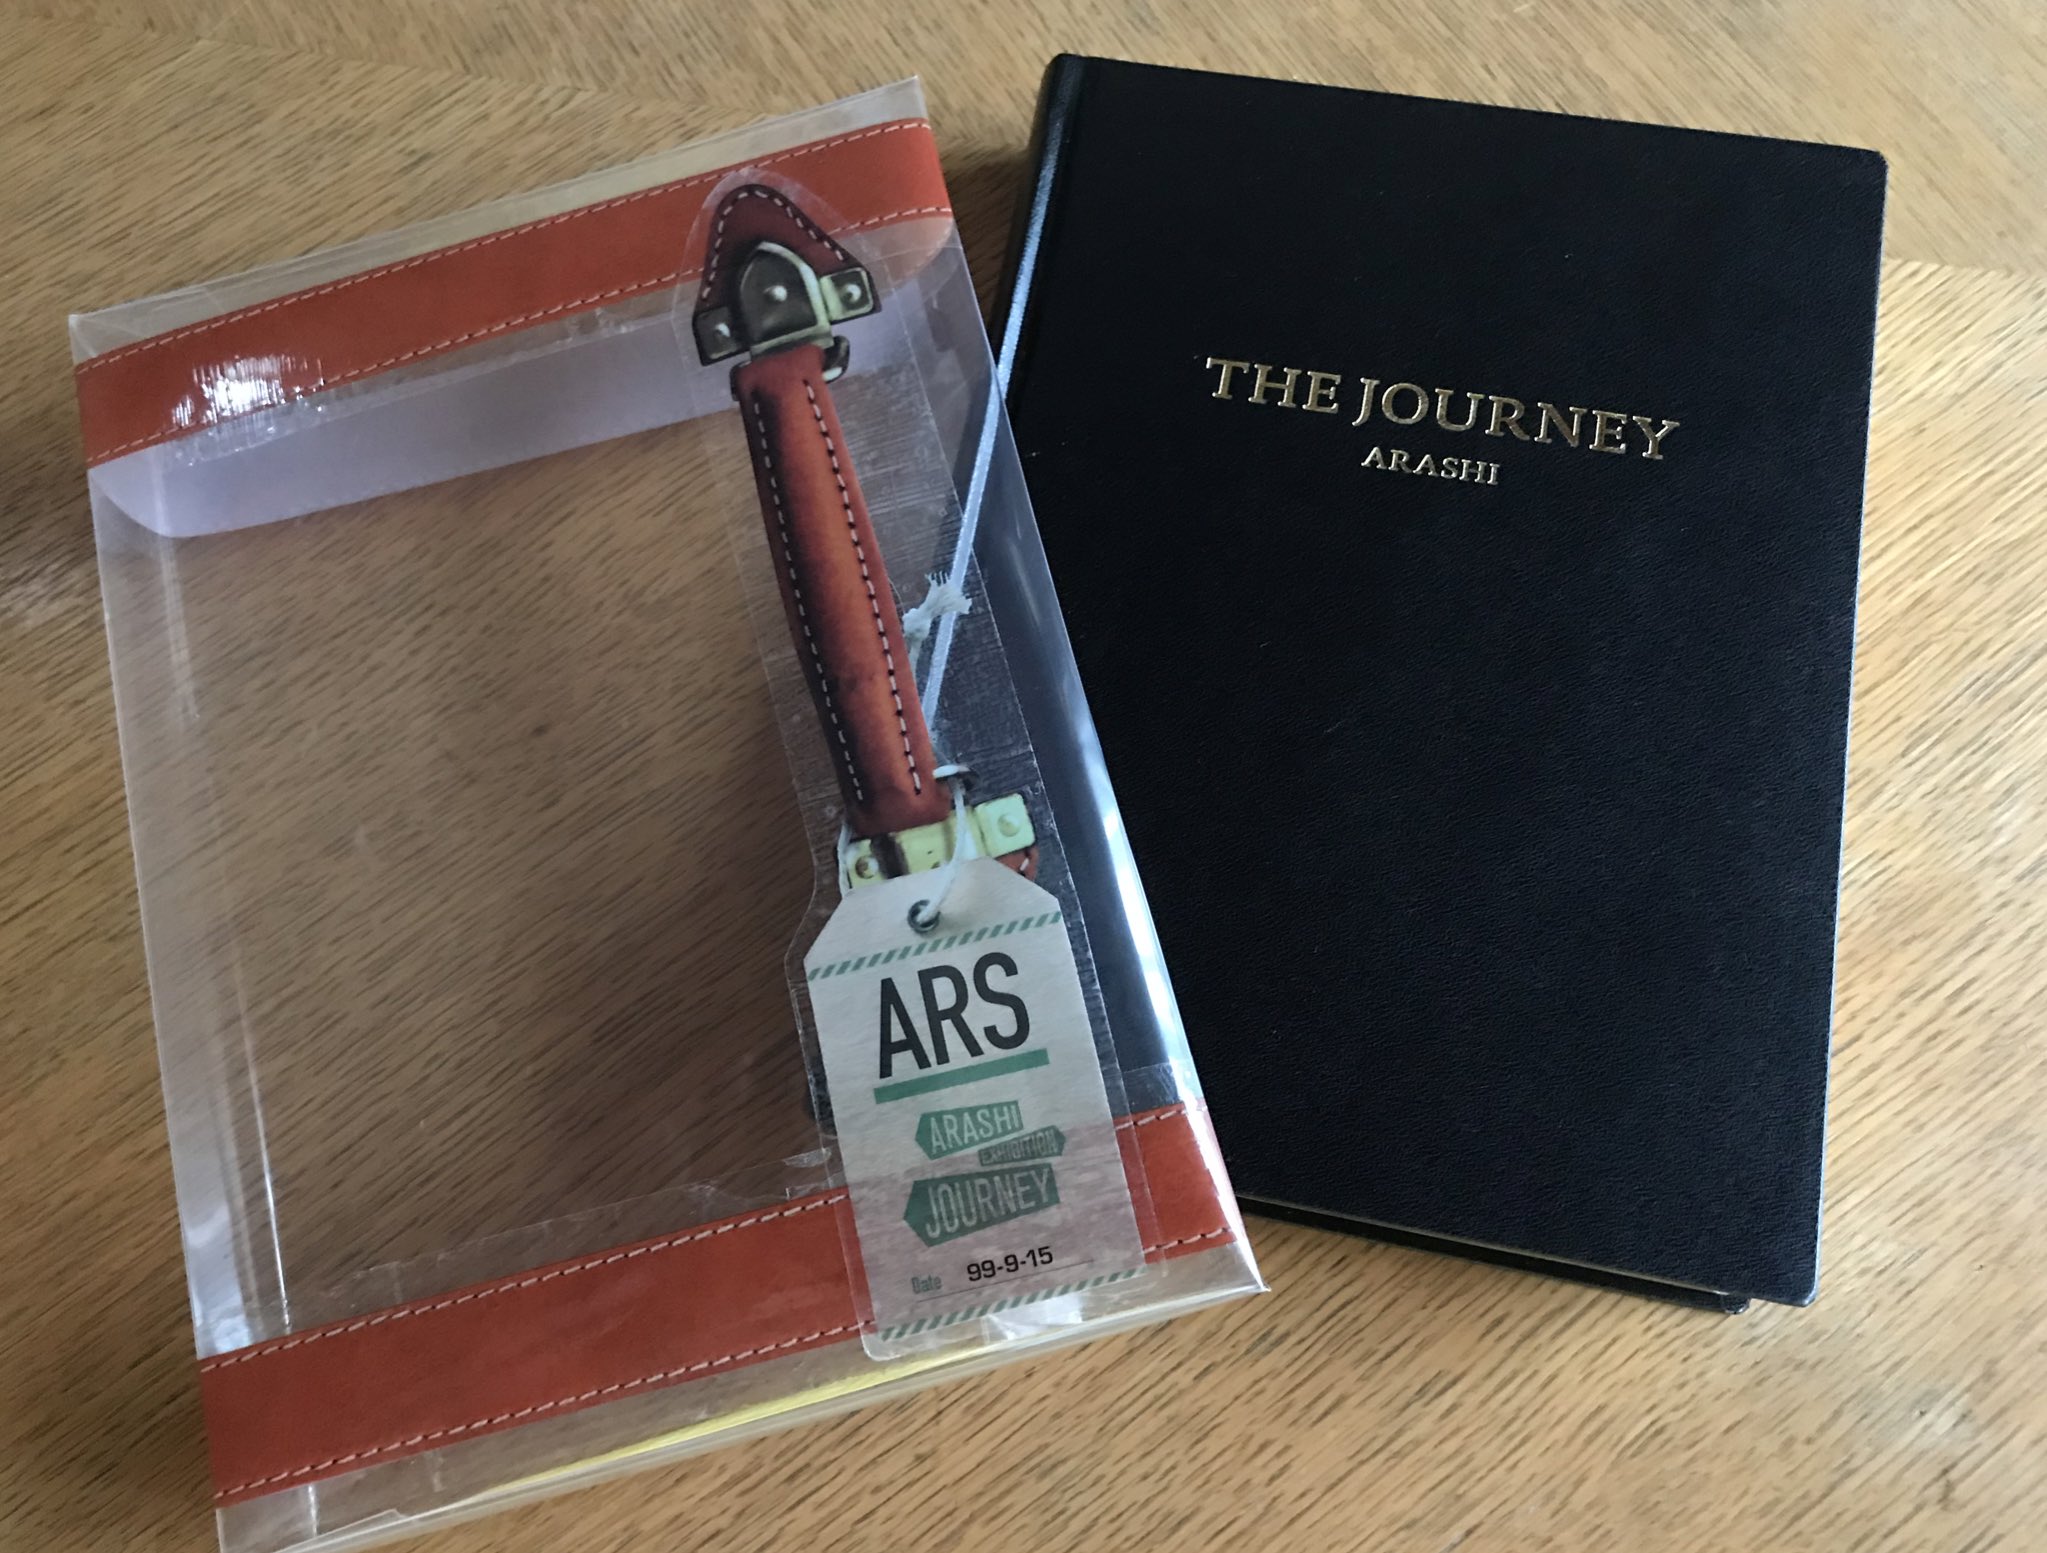 THE JOURNEY
ARASHI
ARS
ARASHI
EXHIBITION
JOURNEY
Date 99-9-15